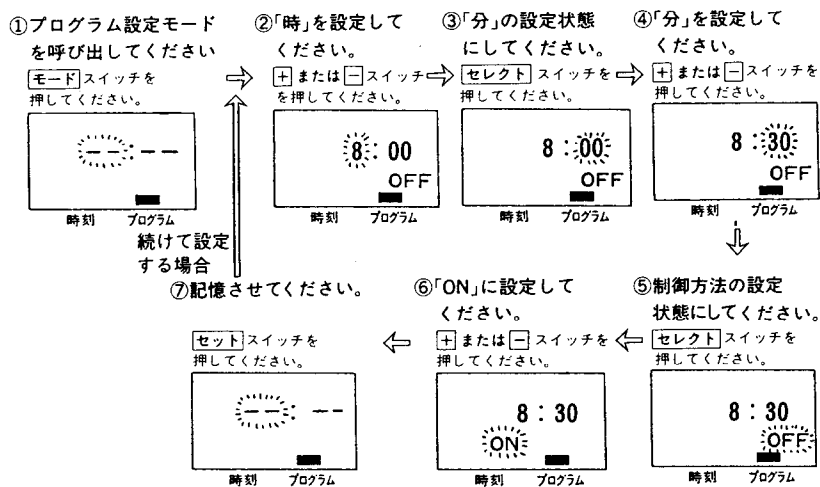 ①プログラム設定モード
を呼び出してください
モード スイッチを
押してください。
-- : --
時刻 プログラム
②「時」を設定して
ください。
+ または - スイッチ
を押してください。
8 : 00
OFF
時刻 プログラム
③「分」の設定状態
にしてください。
セレクト スイッチを
押してください。
8 : 00
OFF
時刻 プログラム
④「分」を設定して
ください。
+ または - スイッチを
押してください。
8 : 30
OFF
時刻 プログラム
⑤制御方法の設定
状態にしてください。
セレクト スイッチを
押してください。
8 : 30
OFF
時刻 プログラム
⑥「ON」に設定して
ください。
+ または - スイッチを
押してください。
8 : 30
ON
時刻 プログラム
続けて設定
する場合
⑦記憶させてください。
セット スイッチを
押してください。
-- : --
時刻 プログラム